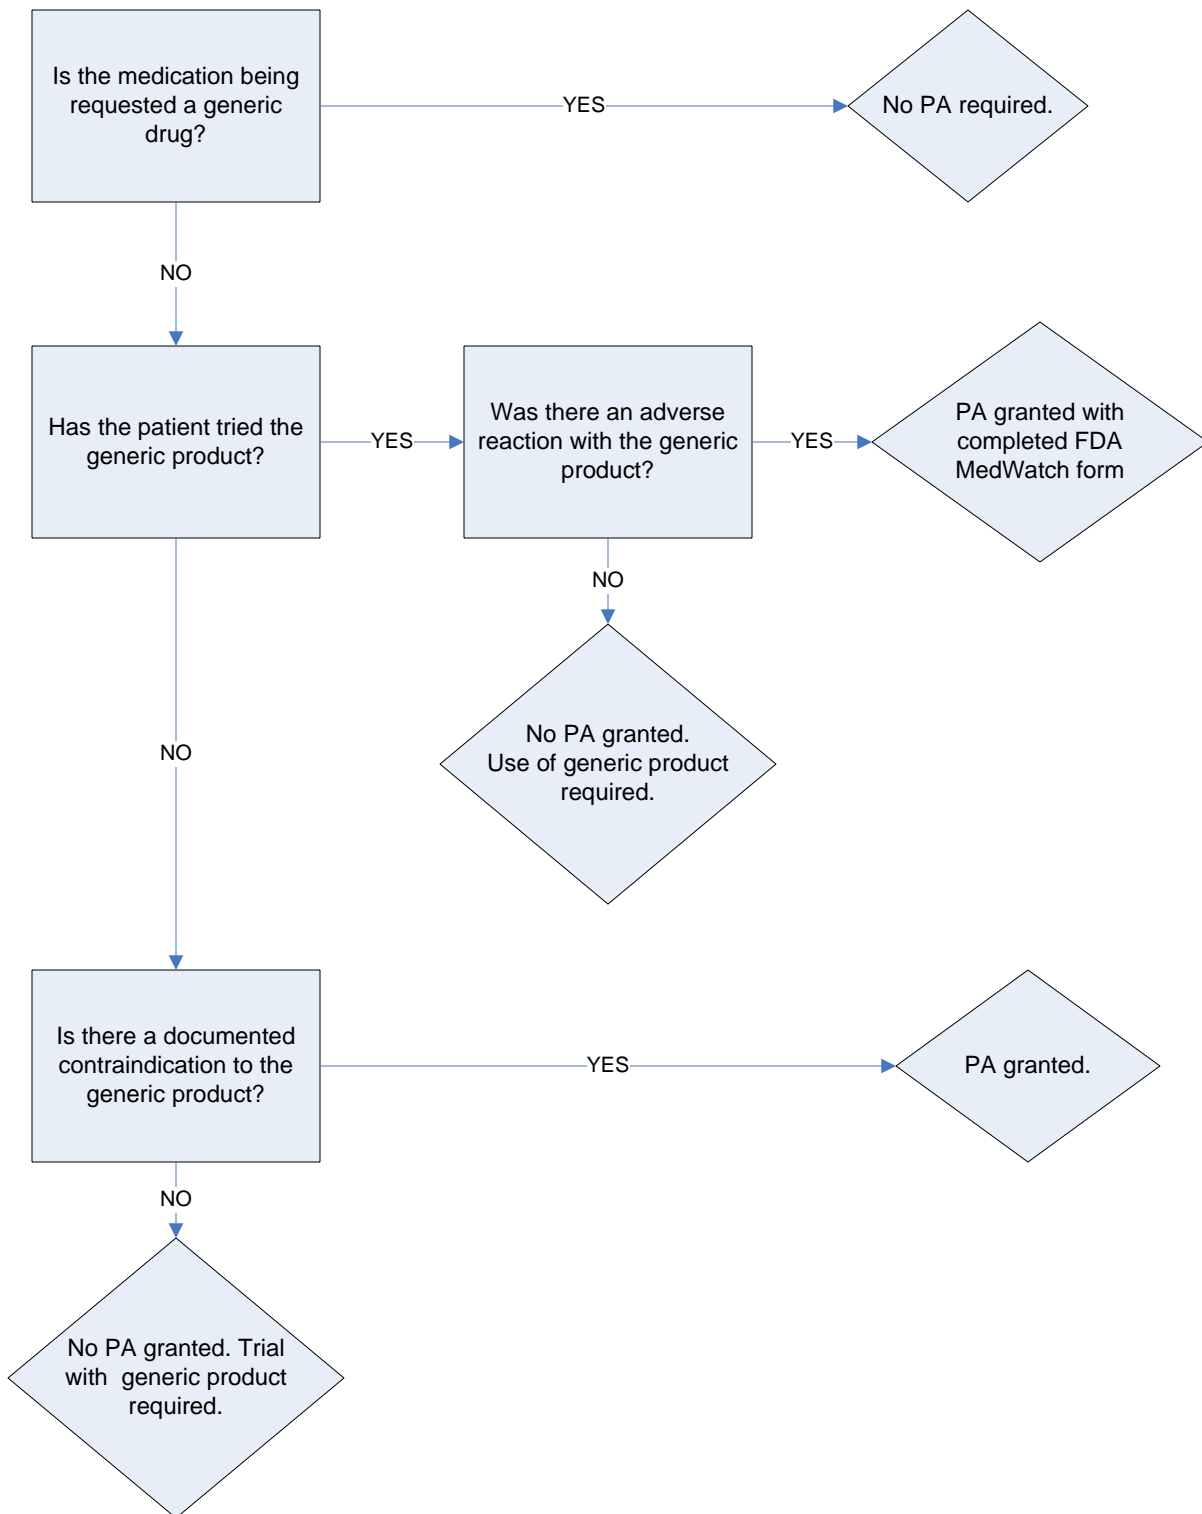 Is the medication being
requested a generic
drug?
YES
No PA required.
NO
Has the patient tried the
generic product?
YES
Was there an adverse
reaction with the generic
product?
YES
PA granted with
completed FDA
MedWatch form
NO
No PA granted.
Use of generic product
required.
NO
Is there a documented
contraindication to the
generic product?
YES
PA granted.
NO
No PA granted. Trial
with  generic product
required.